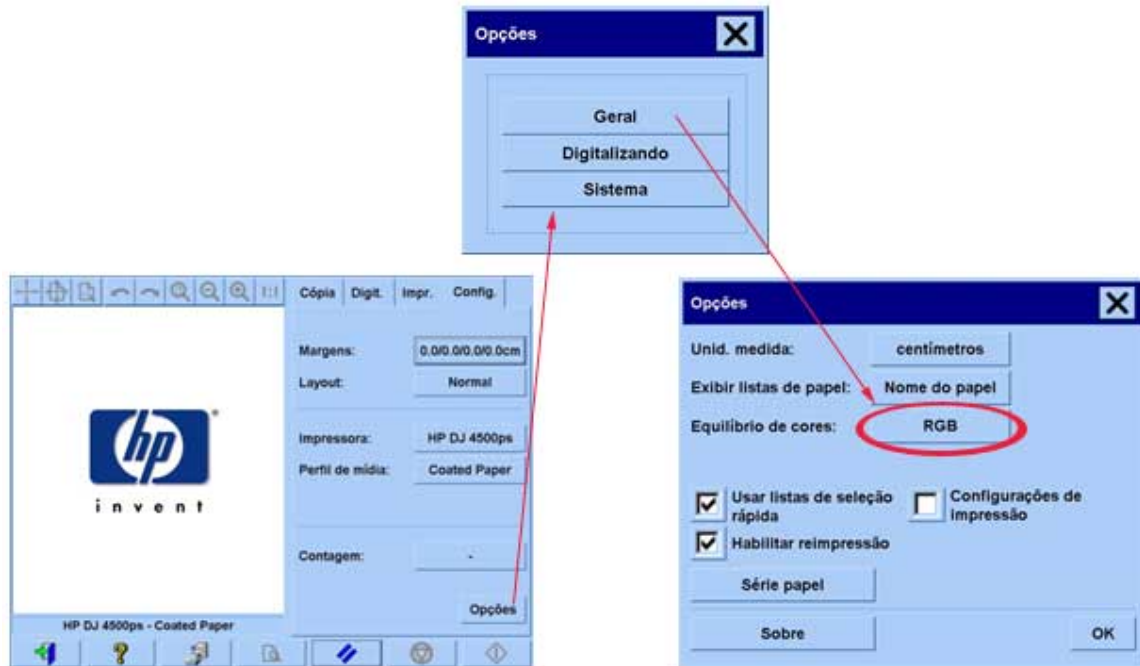 Opções
Geral
Digitalizando
Sistema
1:1
Cópia Digit. Impr. Config.
Margens: 0.0/0.0/0.0/0.0cm
Layout: Normal
hp
invent
Impressora: HP DJ 4500ps
Perfil de mídia: Coated Paper
Contagem: -
Opções
HP DJ 4500ps - Coated Paper
Opções
Unid. medida: centímetros
Exibir listas de papel: Nome do papel
Equilíbrio de cores: RGB
Usar listas de seleção
rápida
Configurações de
impressão
Habilitar reimpressão
Série papel
Sobre
OK